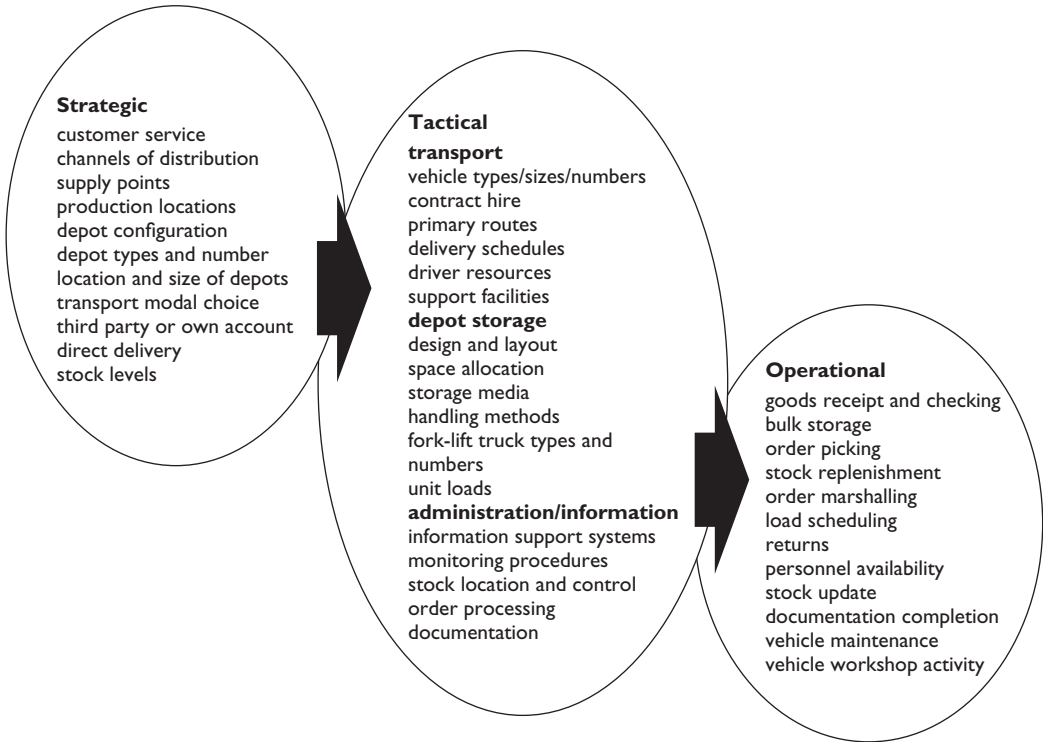 Strategic
customer service
channels of distribution
supply points
production locations
depot configuration
depot types and number
location and size of depots
transport modal choice
third party or own account
direct delivery
stock levels
Tactical
transport
vehicle types/sizes/numbers
contract hire
primary routes
delivery schedules
driver resources
support facilities
depot storage
design and layout
space allocation
storage media
handling methods
fork-lift truck types and
numbers
unit loads
administration/information
information support systems
monitoring procedures
stock location and control
order processing
documentation
Operational
goods receipt and checking
bulk storage
order picking
stock replenishment
order marshalling
load scheduling
returns
personnel availability
stock update
documentation completion
vehicle maintenance
vehicle workshop activity